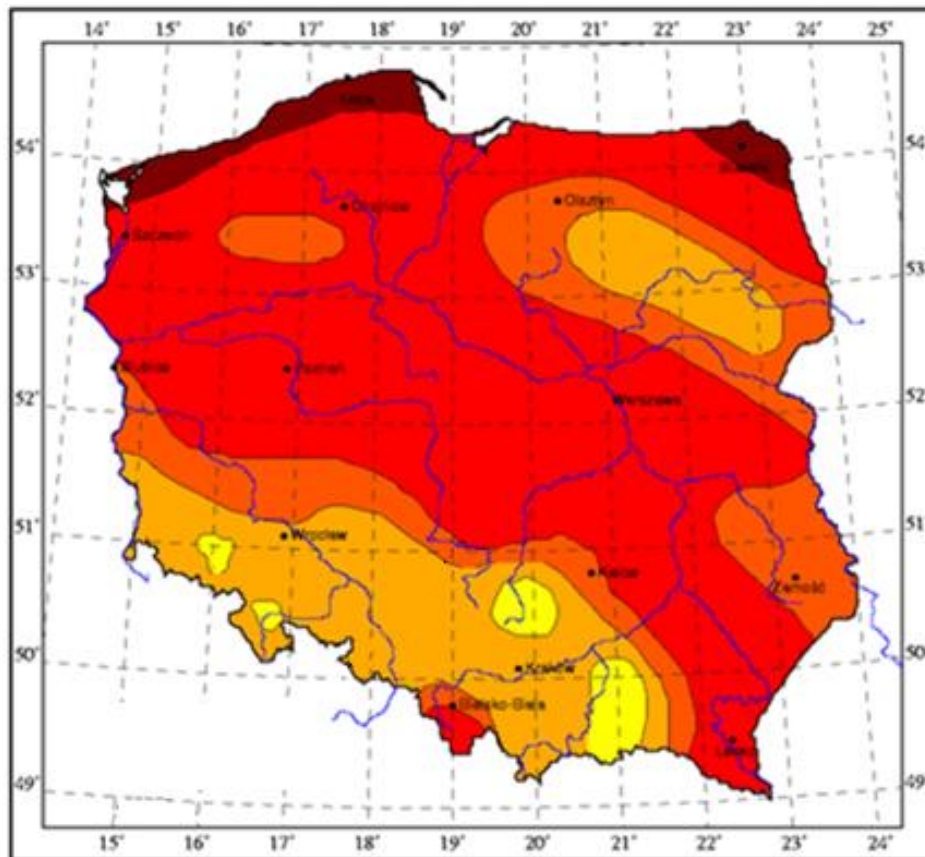 14° 15° 16° 17° 18° 19° 20° 21° 22° 23° 24° 25°
54° 54°
Olsztyn
Szczecin
53° 53°
Poznań
52° 52°
Warszawa
51° 51°
Wrocław
Kielce
Zamość
50° 50°
Kraków
Bielsko-Biała
49° 49°
15° 16° 17° 18° 19° 20° 21° 22° 23° 24°